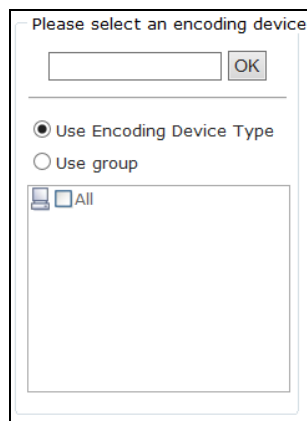 Please select an encoding device
OK
Use Encoding Device Type
Use group
All